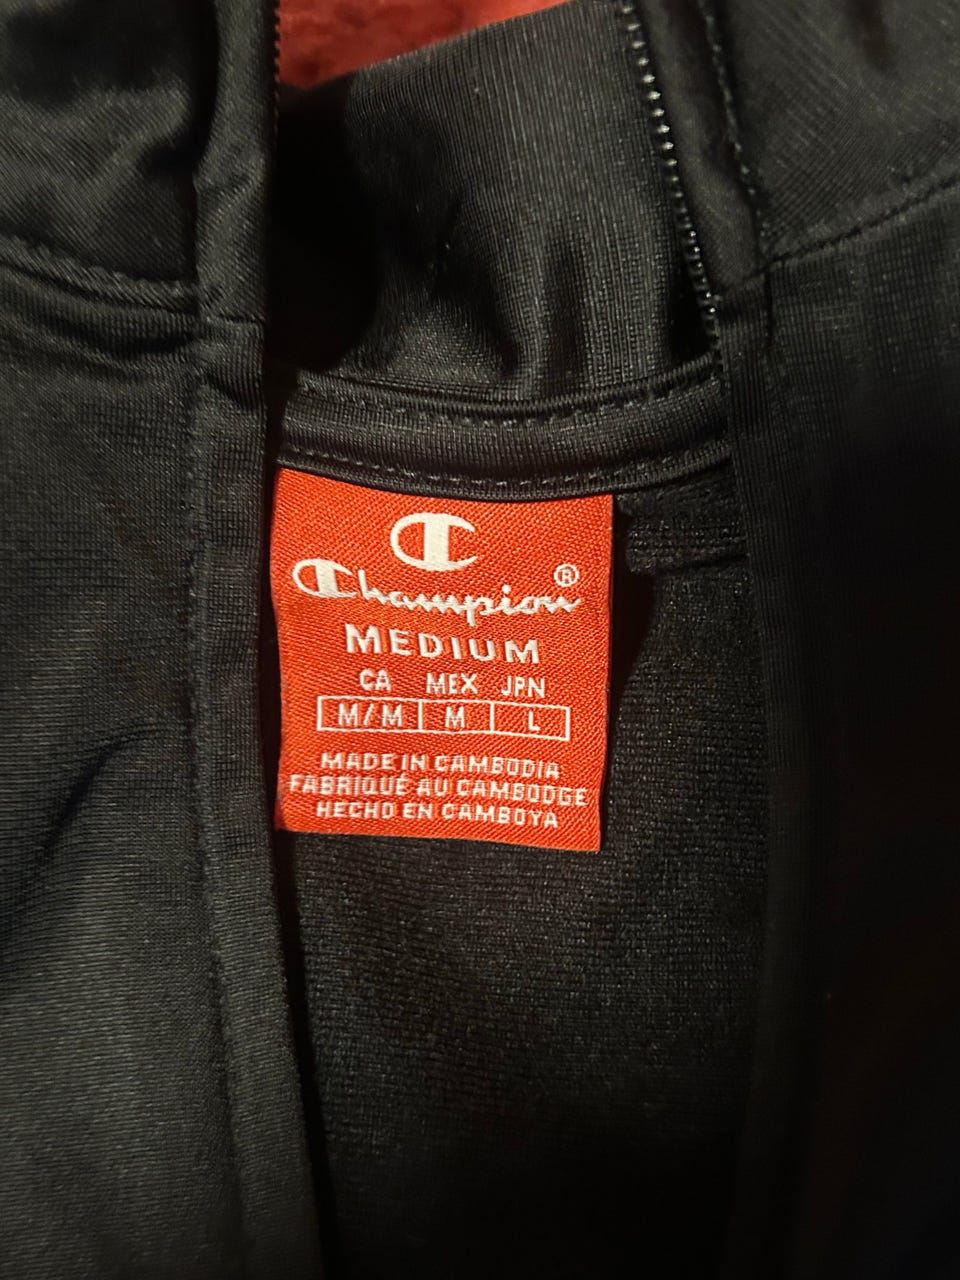 Champion®
MEDIUM
CA MEX JPN
M/M M L
MADE IN CAMBODIA
FABRIQUÉ AU CAMBODGE
HECHO EN CAMBOYA